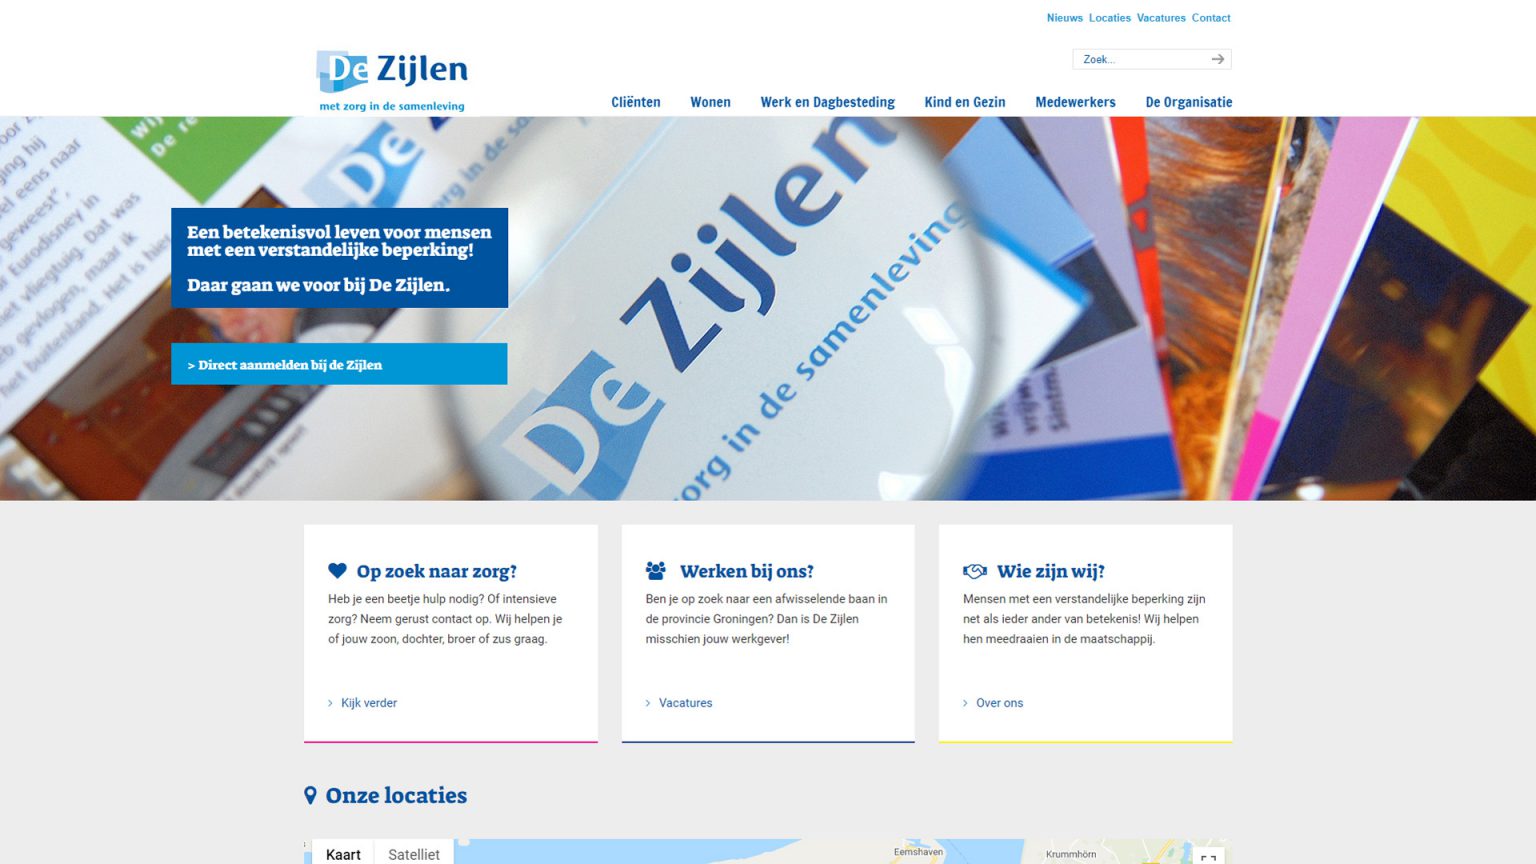 Nieuws Locaties Vacatures Contact
De Zijlen
met zorg in de samenleving
Zoek...
Cliënten Wonen Werk en Dagbesteding Kind en Gezin Medewerkers De Organisatie
Een betekenisvol leven voor mensen
met een verstandelijke beperking!
Daar gaan we voor bij De Zijlen.
> Direct aanmelden bij de Zijlen
De Zijlen
zorg in de samenleving
Op zoek naar zorg?
Heb je een beetje hulp nodig? Of intensieve
zorg? Neem gerust contact op. Wij helpen je
of jouw zoon, dochter, broer of zus graag.
Kijk verder
Werken bij ons?
Ben je op zoek naar een afwisselende baan in
de provincie Groningen? Dan is De Zijlen
misschien jouw werkgever!
Vacatures
Wie zijn wij?
Mensen met een verstandelijke beperking zijn
net als ieder ander van betekenis! Wij helpen
hen meedraaien in de maatschappij.
Over ons
Onze locaties
Kaart Satelliet
Eemshaven
Krummhörn